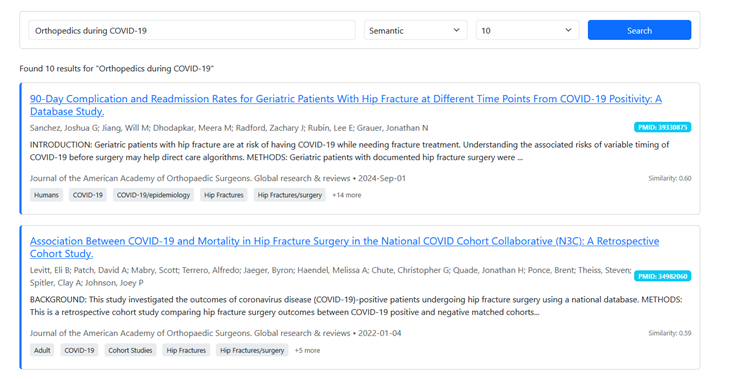 Orthopedics during COVID-19
Semantic
10
Search
Found 10 results for "Orthopedics during COVID-19"
90-Day Complication and Readmission Rates for Geriatric Patients With Hip Fracture at Different Time Points From COVID-19 Positivity: A
Database Study.
Sanchez, Joshua G; Jiang, Will M; Dhodapkar, Meera M; Radford, Zachary J; Rubin, Lee E; Grauer, Jonathan N
PMID: 39330875
INTRODUCTION: Geriatric patients with hip fracture are at risk of having COVID-19 while needing fracture treatment. Understanding the associated risks of variable timing of
COVID-19 before surgery may help direct care algorithms. METHODS: Geriatric patients with documented hip fracture surgery were ...
Journal of the American Academy of Orthopaedic Surgeons. Global research & reviews • 2024-Sep-01
Similarity: 0.60
Humans
COVID-19
COVID-19/epidemiology
Hip Fractures
Hip Fractures/surgery
+14 more
Association Between COVID-19 and Mortality in Hip Fracture Surgery in the National COVID Cohort Collaborative (N3C): A Retrospective
Cohort Study.
Levitt, Eli B; Patch, David A; Mabry, Scott; Terrero, Alfredo; Jaeger, Byron; Haendel, Melissa A; Chute, Christopher G; Quade, Jonathan H; Ponce, Brent; Theiss, Steven;
Spitler, Clay A; Johnson, Joey P
PMID: 34982060
BACKGROUND: This study investigated the outcomes of coronavirus disease (COVID-19)-positive patients undergoing hip fracture surgery using a national database. METHODS:
This is a retrospective cohort study comparing hip fracture surgery outcomes between COVID-19 positive and negative matched cohorts...
Journal of the American Academy of Orthopaedic Surgeons. Global research & reviews • 2022-01-04
Similarity: 0.59
Adult
COVID-19
Cohort Studies
Hip Fractures
Hip Fractures/surgery
+5 more